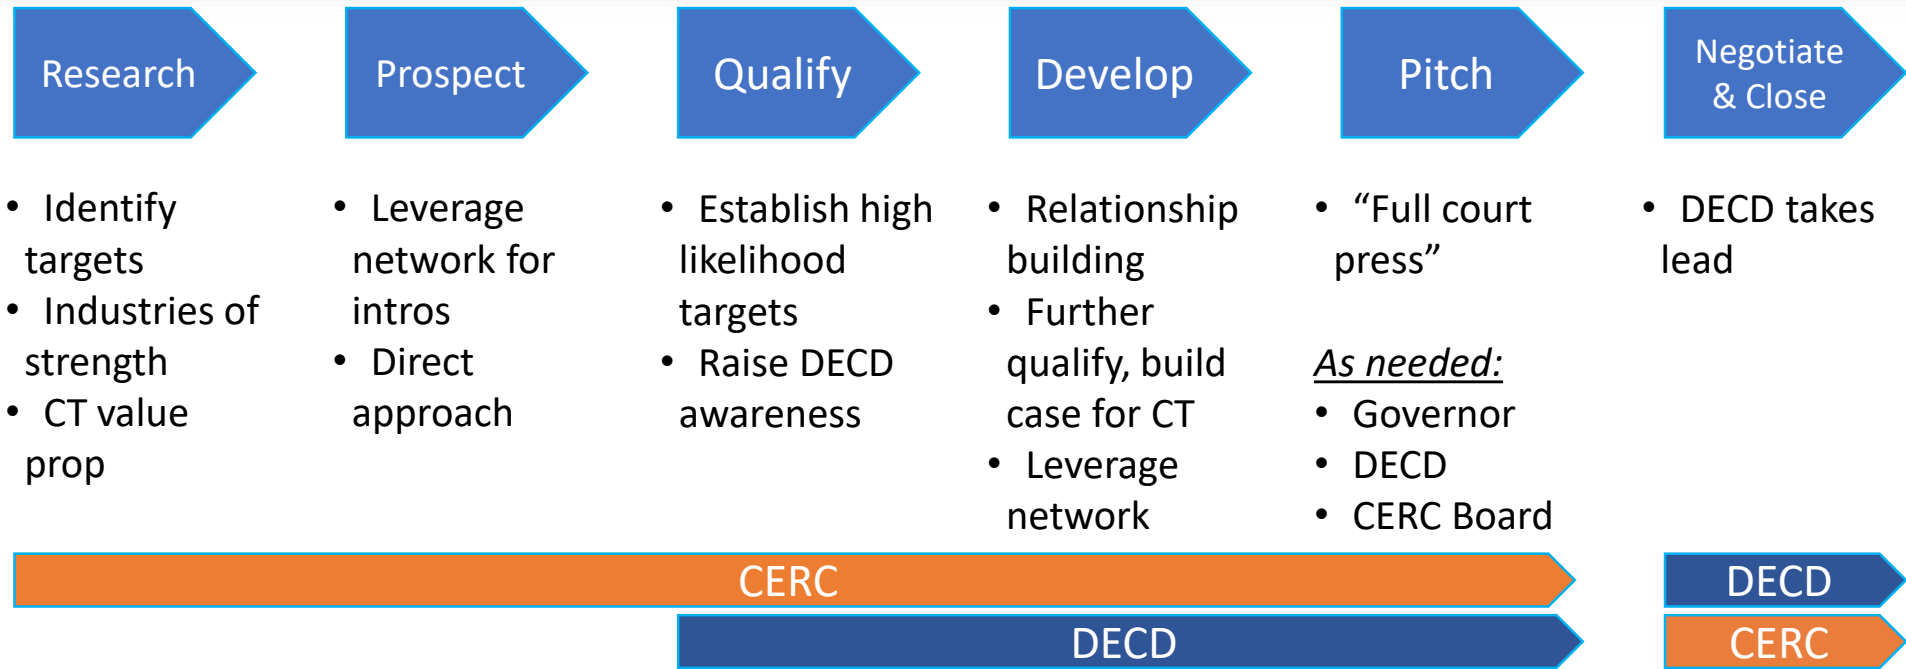 Research
Prospect
Qualify
Develop
Pitch
Negotiate
& Close
• Identify
targets
• Industries of
strength
• CT value
prop
• Leverage
network for
intros
• Direct
approach
• Establish high
likelihood
targets
• Raise DECD
awareness
• Relationship
building
• Further
qualify, build
case for CT
• Leverage
network
• “Full court
press”
As needed:
• Governor
• DECD
• CERC Board
• DECD takes
lead
CERC
DECD
DECD
CERC